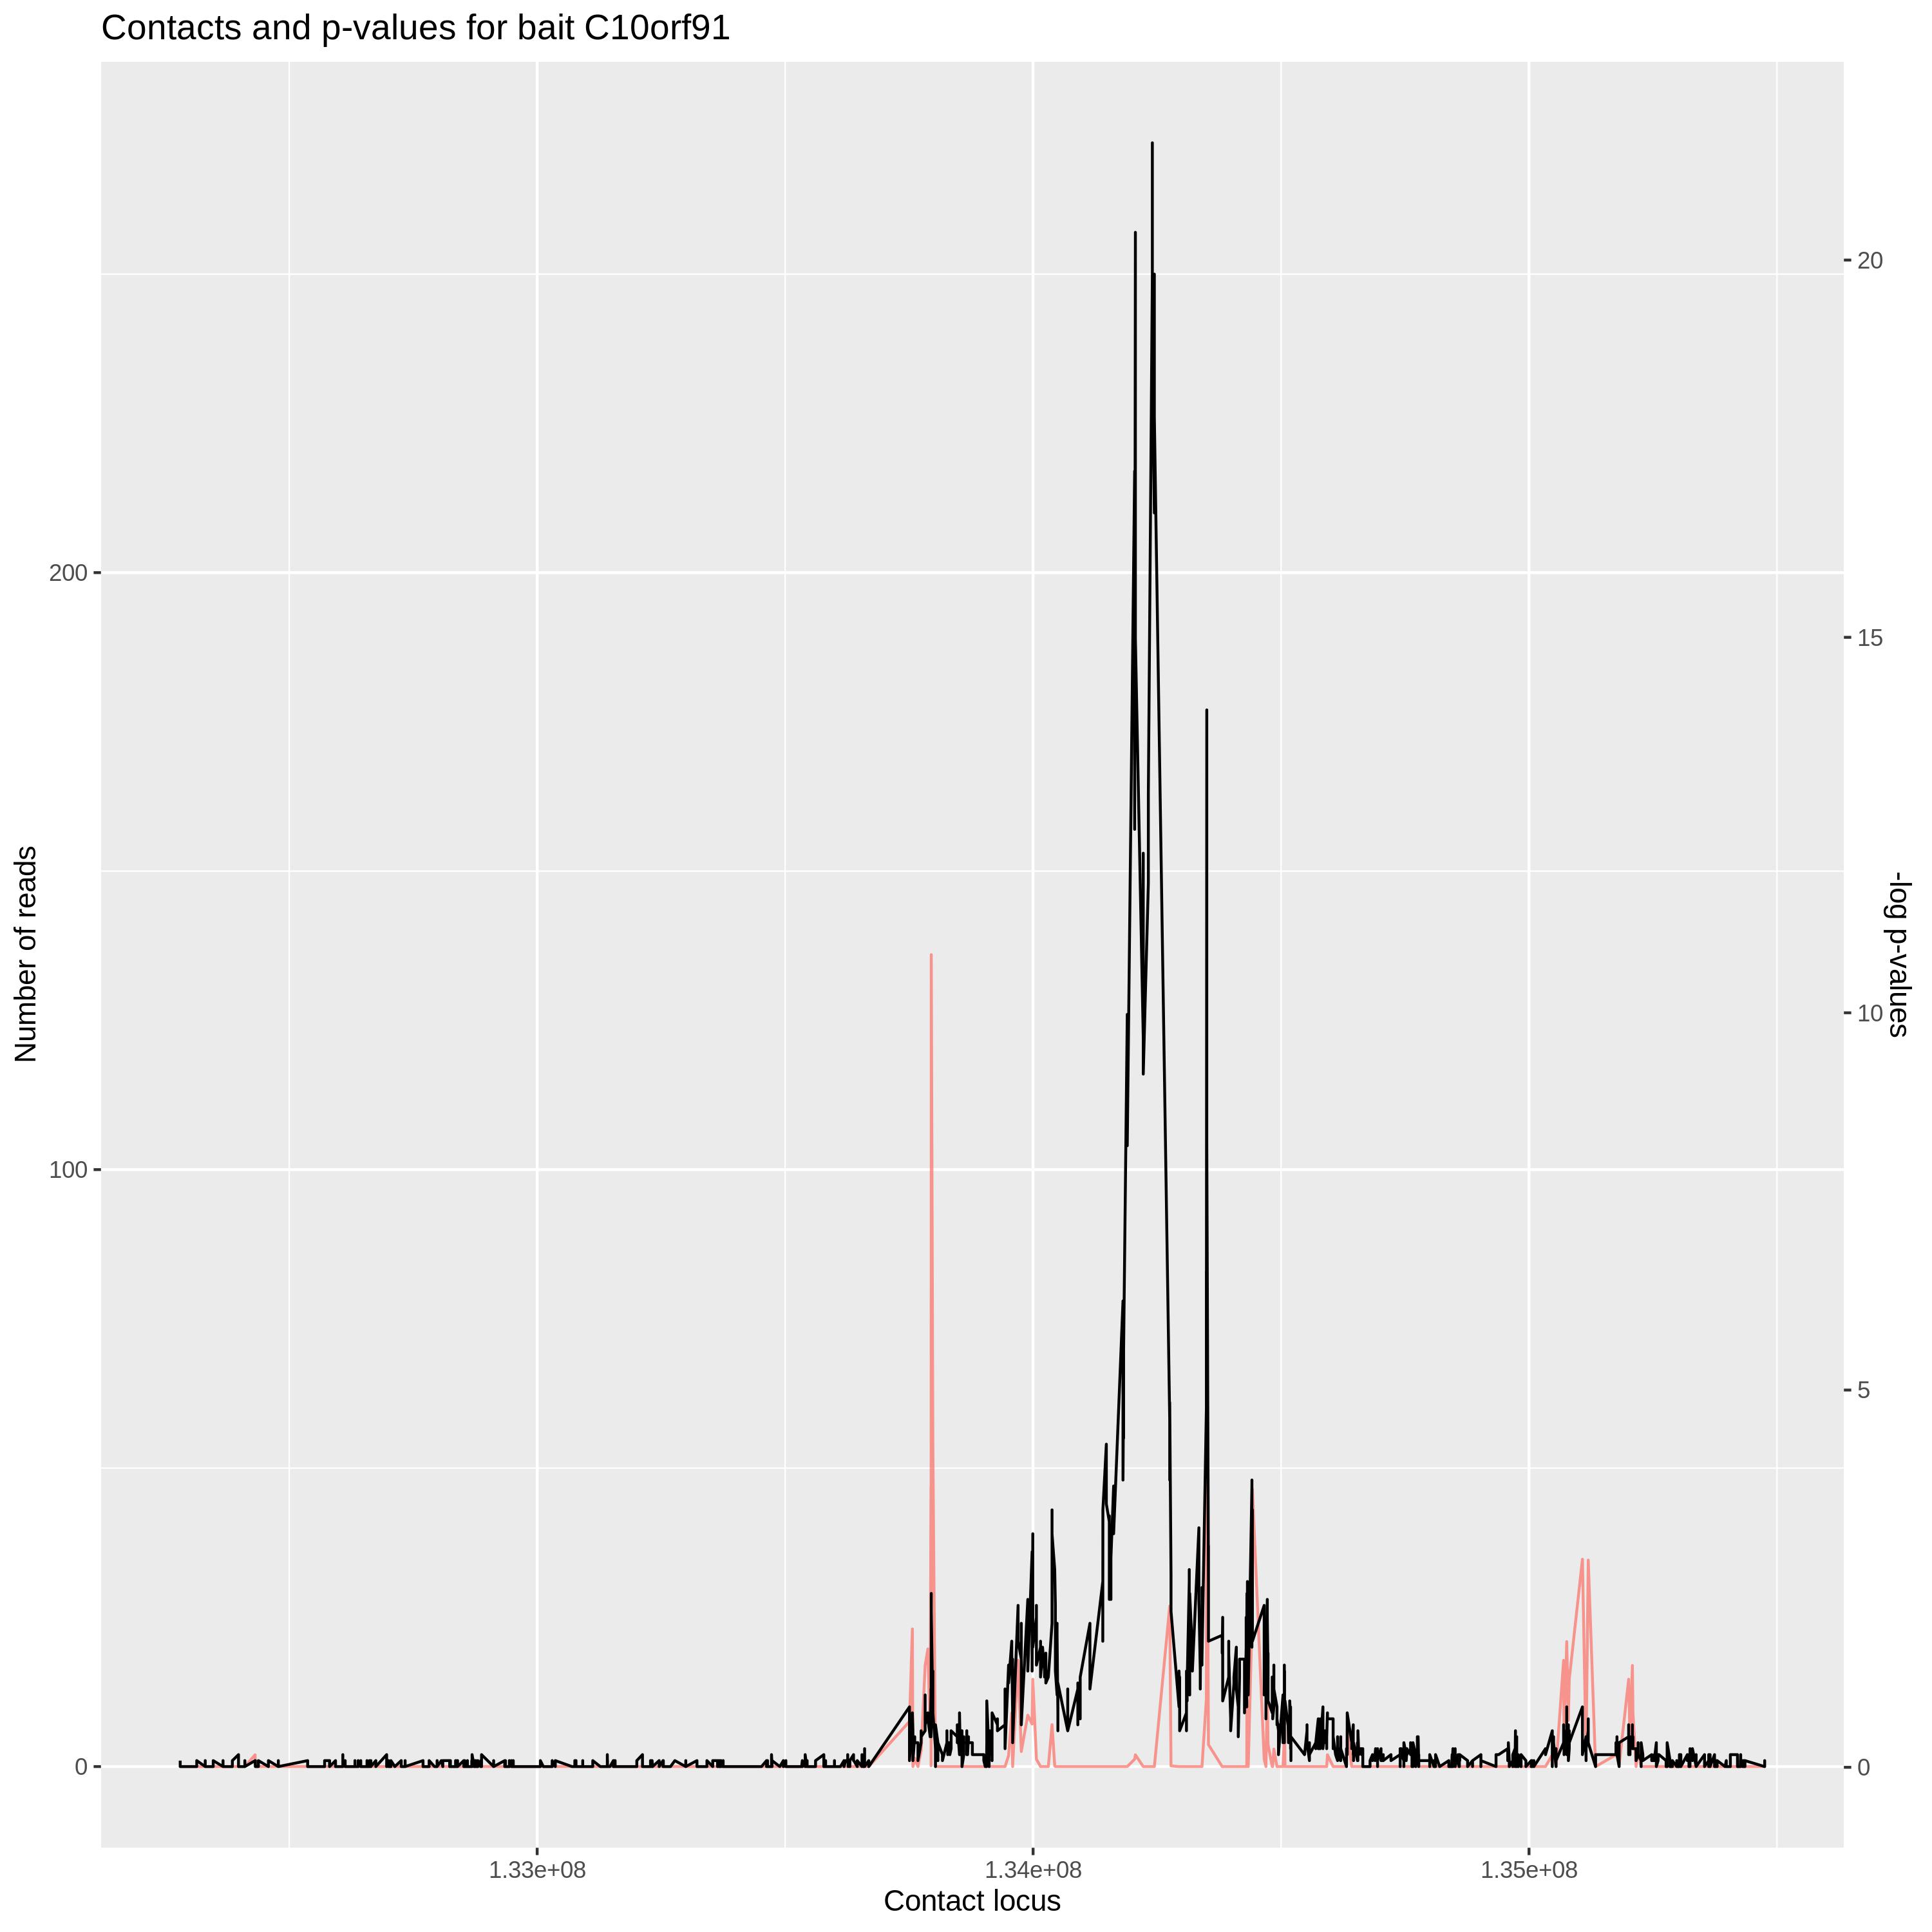 Contacts and p-values for bait C10orf91
Number of reads
200
100
0
20
15
10
5
0
-log p-values
1.33e+08
1.34e+08
1.35e+08
Contact locus